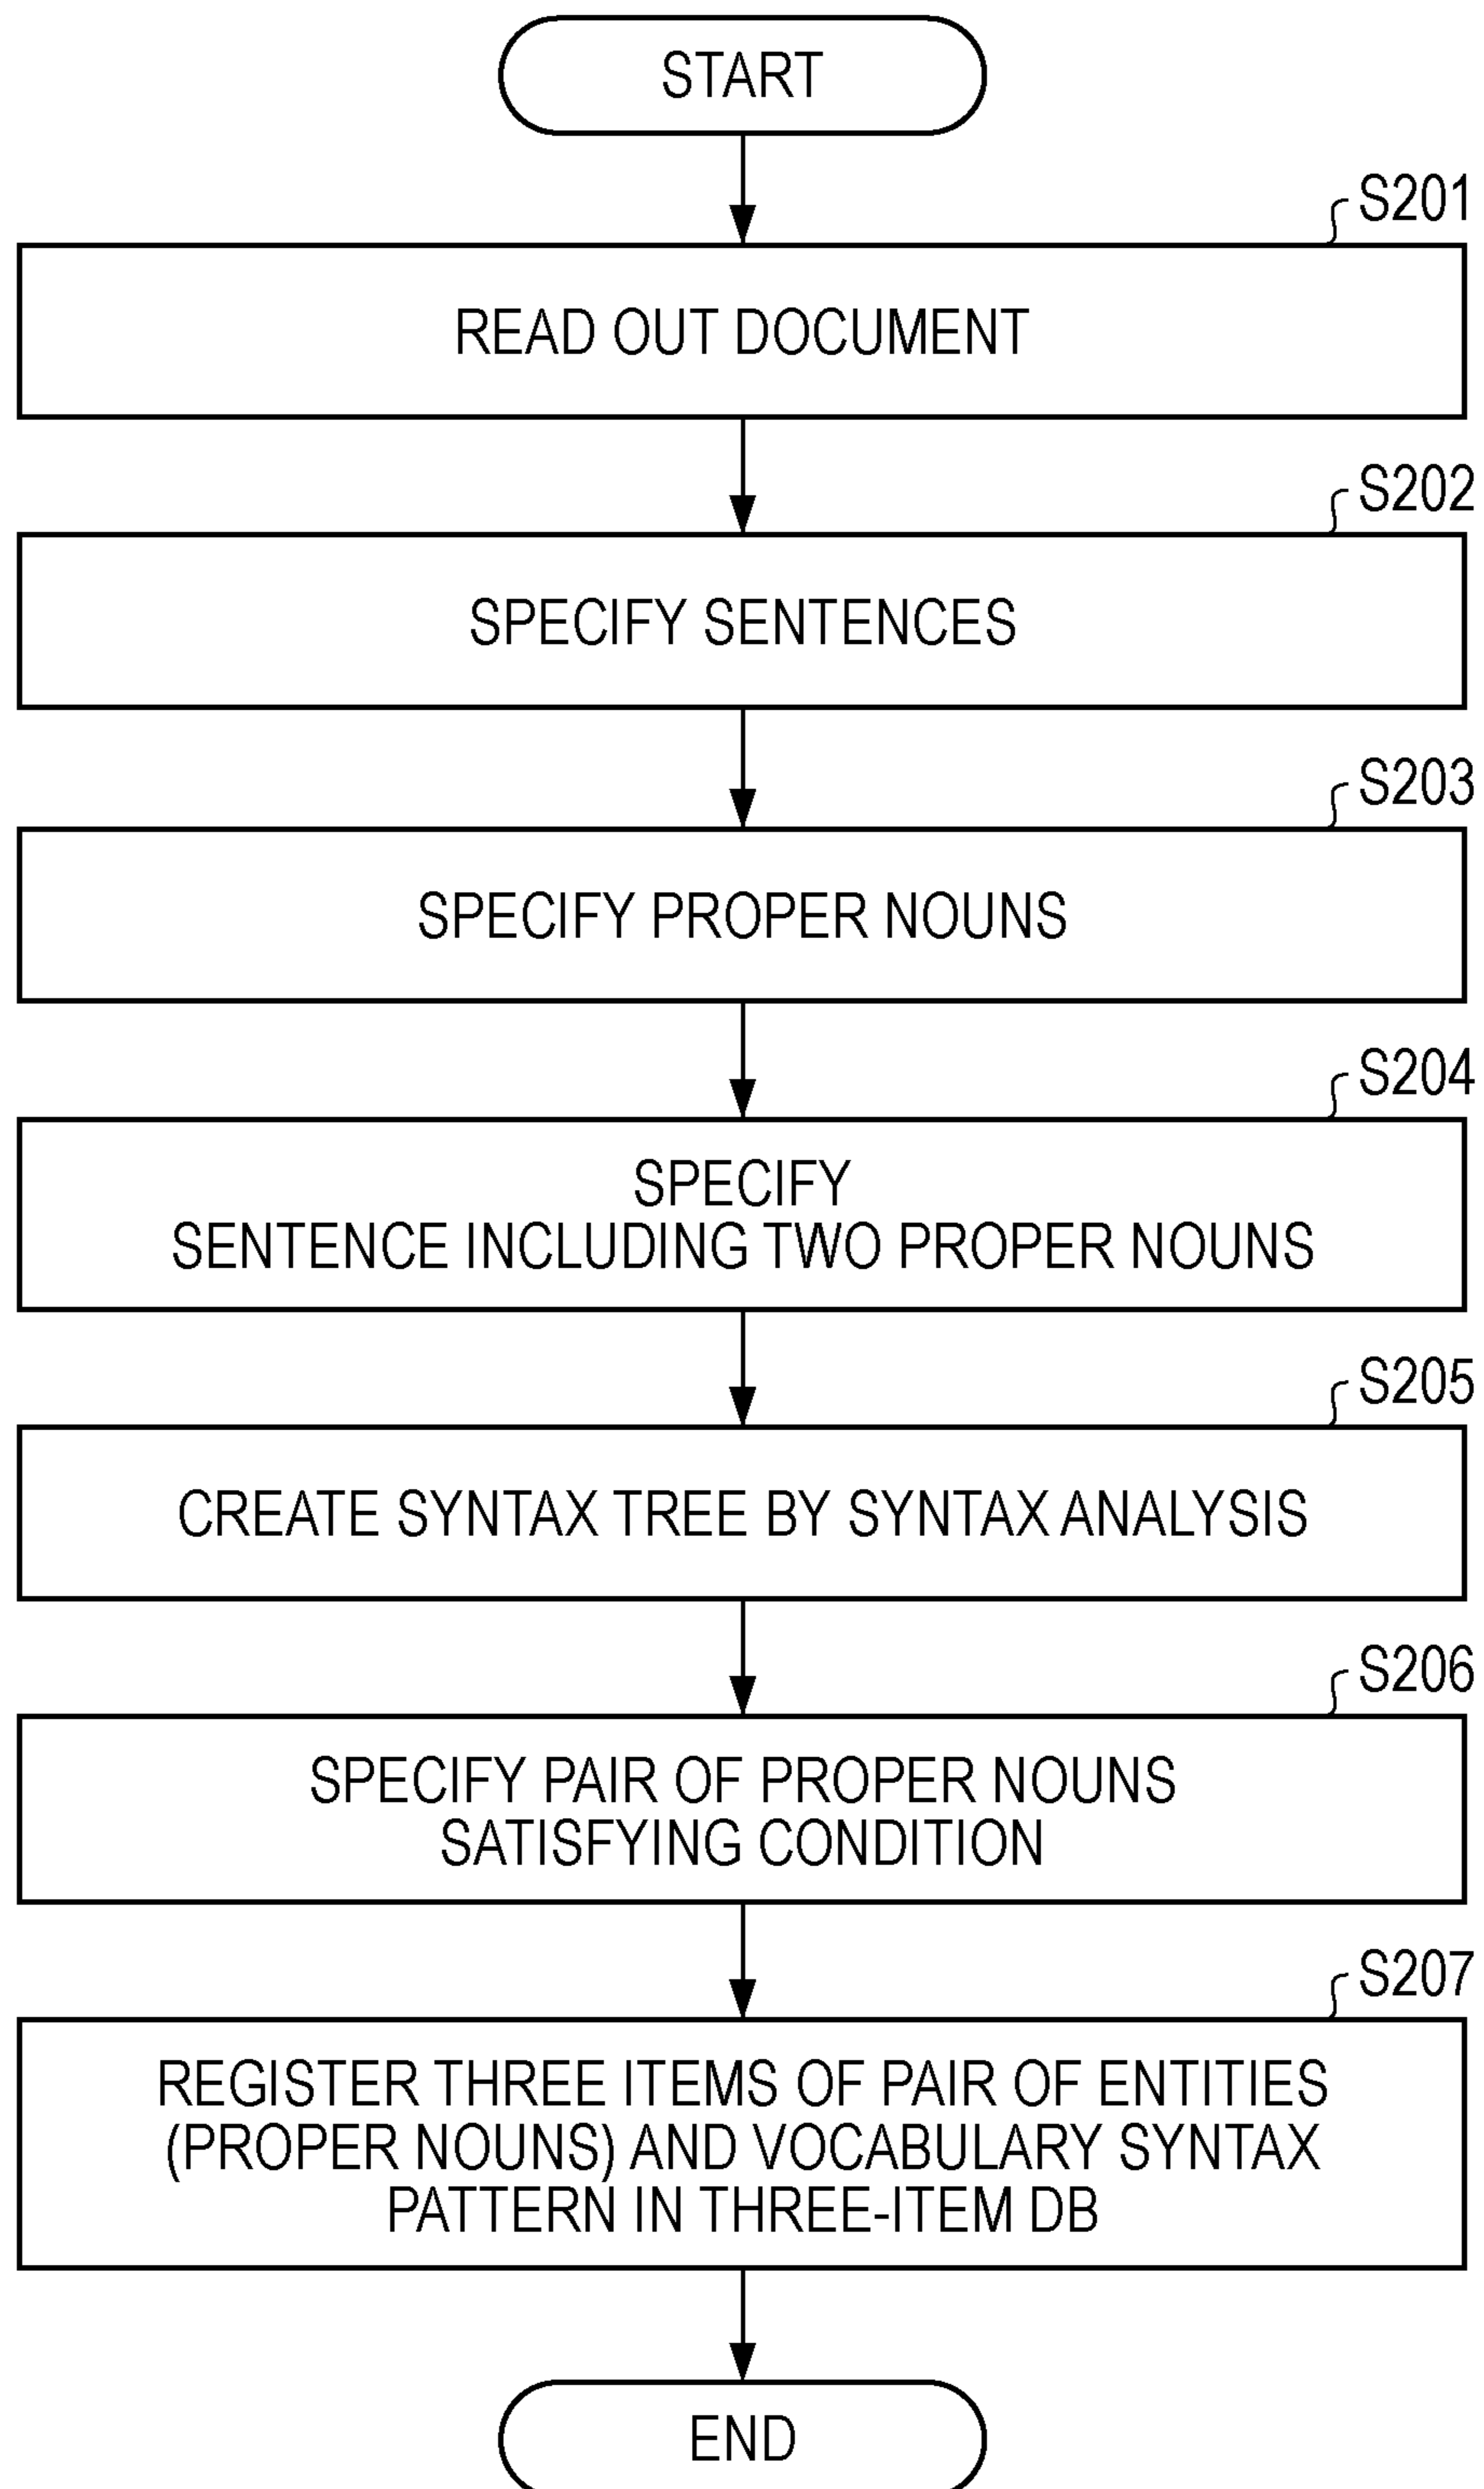 START
S201
READ OUT DOCUMENT
S202
SPECIFY SENTENCES
S203
SPECIFY PROPER NOUNS
S204
SPECIFY
SENTENCE INCLUDING TWO PROPER NOUNS
S205
CREATE SYNTAX TREE BY SYNTAX ANALYSIS
S206
SPECIFY PAIR OF PROPER NOUNS
SATISFYING CONDITION
S207
REGISTER THREE ITEMS OF PAIR OF ENTITIES
(PROPER NOUNS) AND VOCABULARY SYNTAX
PATTERN IN THREE-ITEM DB
END